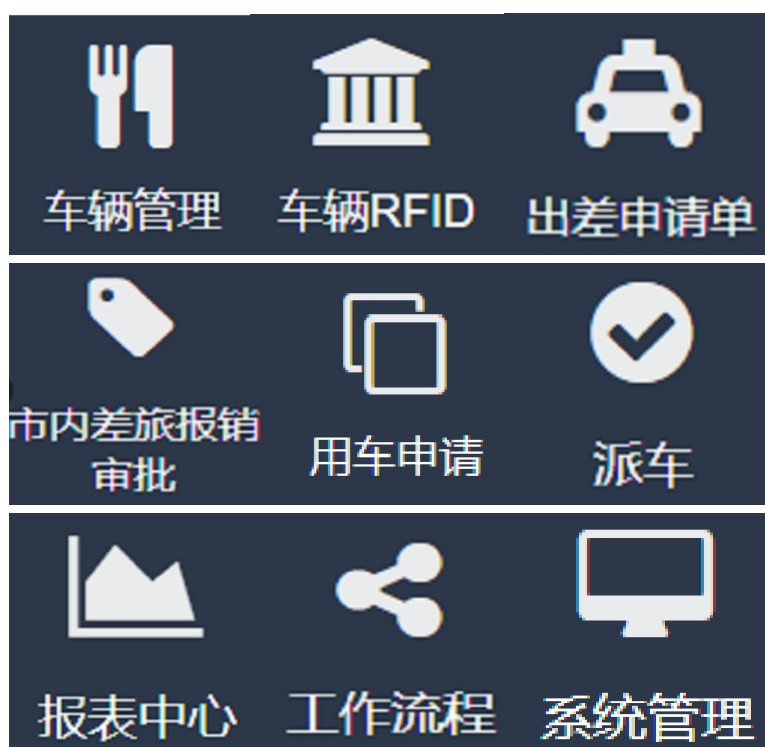 车辆管理
车辆RFID
出差申请单
市内差旅报销
审批
用车申请
派车
报表中心
工作流程
系统管理